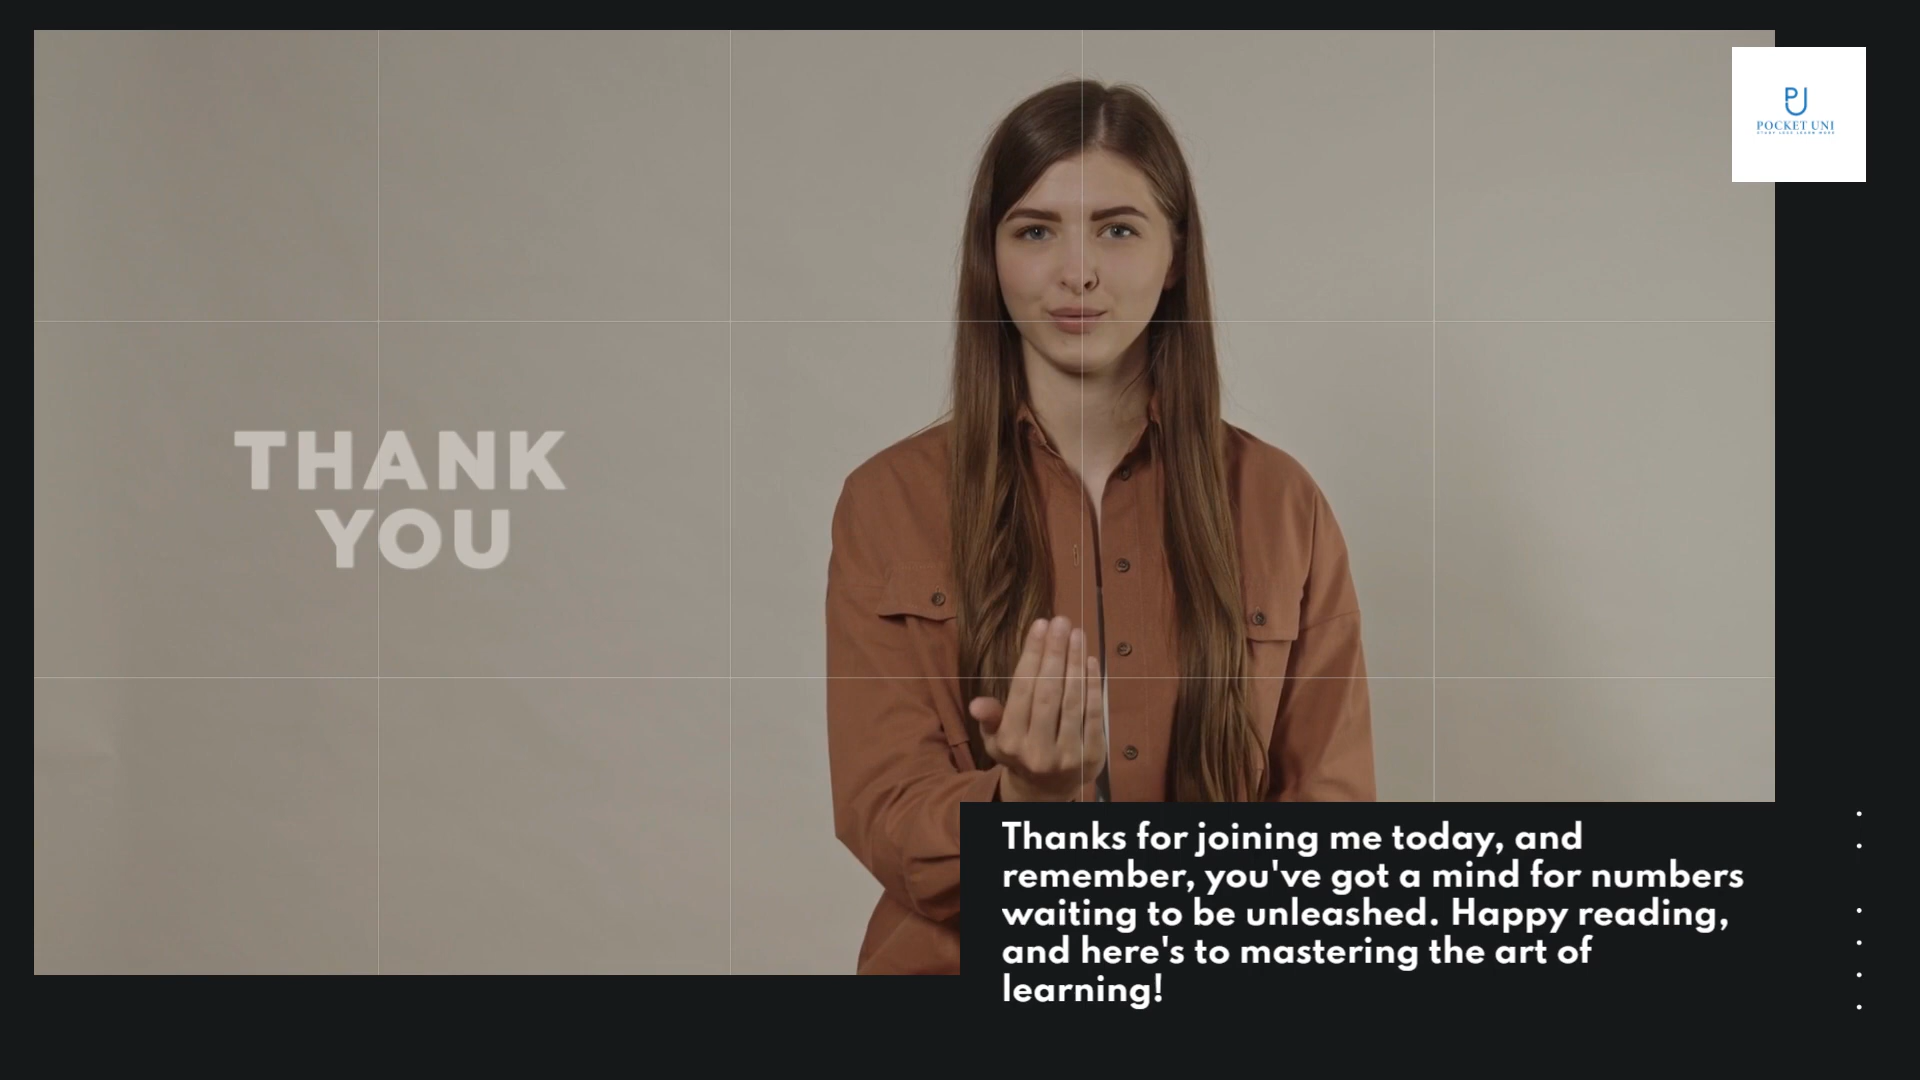 THANK
YOU
PU
POCKET UNI
Thanks for joining me today, and
remember, you've got a mind for numbers
waiting to be unleashed. Happy reading,
and here's to mastering the art of
learning!